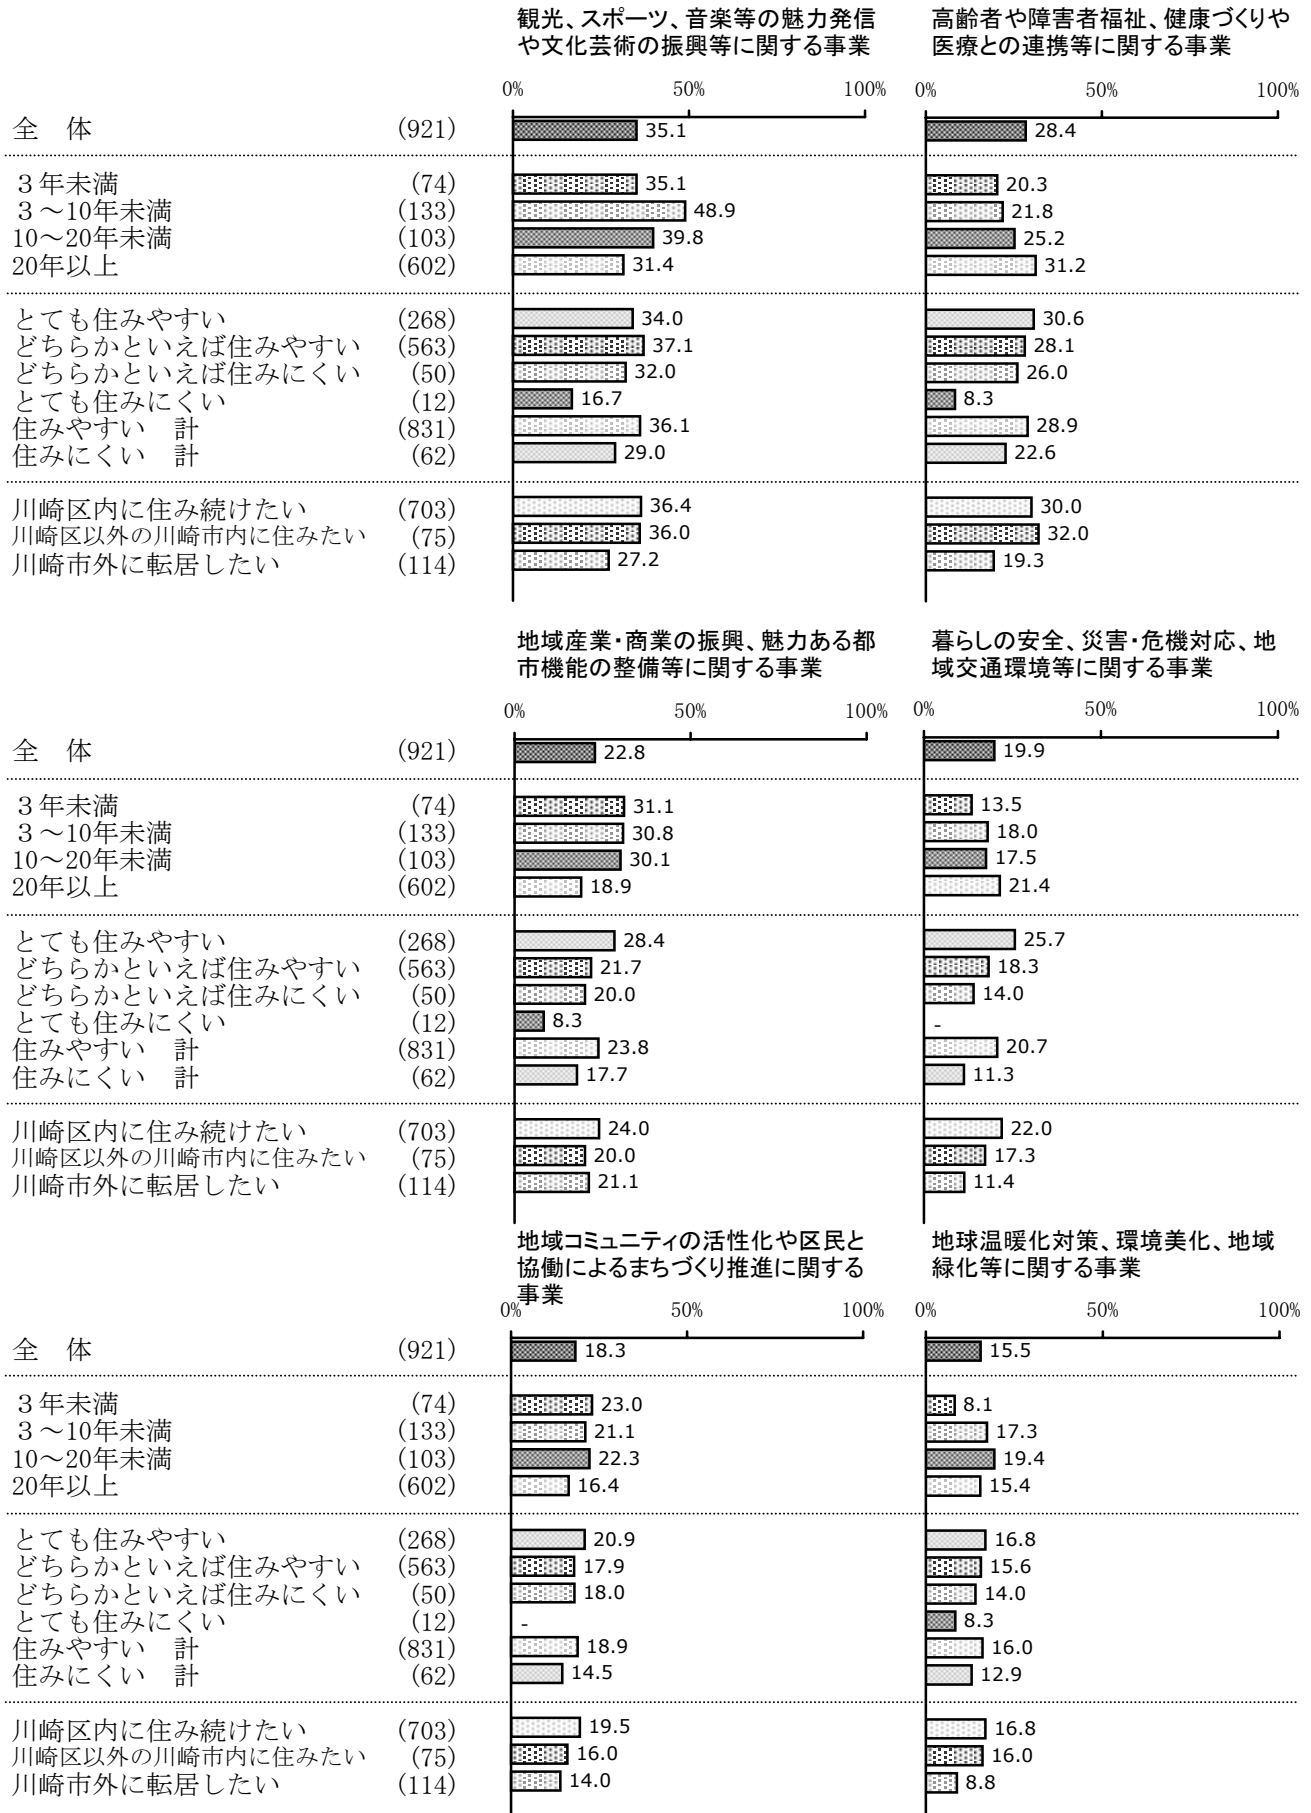 観光、スポーツ、音楽等の魅力発信
や文化芸術の振興等に関する事業
高齢者や障害者福祉、健康づくりや
医療との連携等に関する事業
0% 50% 100% 0% 50% 100%
全　体 (921) 35.1 28.4
３年未満 (74) 35.1 20.3
３～10年未満 (133) 48.9 21.8
10～20年未満 (103) 39.8 25.2
20年以上 (602) 31.4 31.2
とても住みやすい (268) 34.0 30.6
どちらかといえば住みやすい (563) 37.1 28.1
どちらかといえば住みにくい (50) 32.0 26.0
とても住みにくい (12) 16.7 8.3
住みやすい　計 (831) 36.1 28.9
住みにくい　計 (62) 29.0 22.6
川崎区内に住み続けたい (703) 36.4 30.0
川崎区以外の川崎市内に住みたい (75) 36.0 32.0
川崎市外に転居したい (114) 27.2 19.3
地域産業・商業の振興、魅力ある都
市機能の整備等に関する事業
暮らしの安全、災害・危機対応、地
域交通環境等に関する事業
0% 50% 100% 0% 50% 100%
全　体 (921) 22.8 19.9
３年未満 (74) 31.1 13.5
３～10年未満 (133) 30.8 18.0
10～20年未満 (103) 30.1 17.5
20年以上 (602) 18.9 21.4
とても住みやすい (268) 28.4 25.7
どちらかといえば住みやすい (563) 21.7 18.3
どちらかといえば住みにくい (50) 20.0 14.0
とても住みにくい (12) 8.3 -
住みやすい　計 (831) 23.8 20.7
住みにくい　計 (62) 17.7 11.3
川崎区内に住み続けたい (703) 24.0 22.0
川崎区以外の川崎市内に住みたい (75) 20.0 17.3
川崎市外に転居したい (114) 21.1 11.4
地域コミュニティの活性化や区民と
協働によるまちづくり推進に関する
事業
地球温暖化対策、環境美化、地域
緑化等に関する事業
0% 50% 100% 0% 50% 100%
全　体 (921) 18.3 15.5
３年未満 (74) 23.0 8.1
３～10年未満 (133) 21.1 17.3
10～20年未満 (103) 22.3 19.4
20年以上 (602) 16.4 15.4
とても住みやすい (268) 20.9 16.8
どちらかといえば住みやすい (563) 17.9 15.6
どちらかといえば住みにくい (50) 18.0 14.0
とても住みにくい (12) - 8.3
住みやすい　計 (831) 18.9 16.0
住みにくい　計 (62) 14.5 12.9
川崎区内に住み続けたい (703) 19.5 16.8
川崎区以外の川崎市内に住みたい (75) 16.0 16.0
川崎市外に転居したい (114) 14.0 8.8